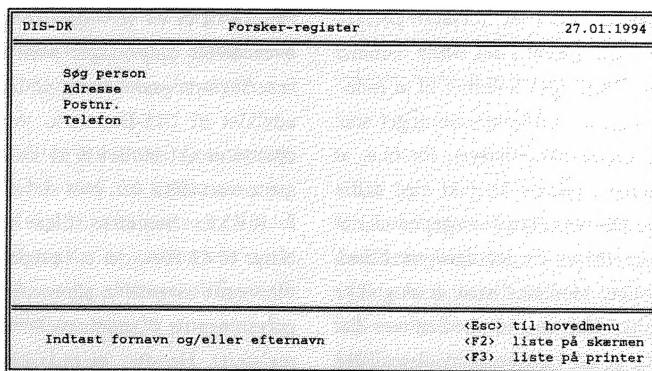 DIS-DK Forsker-register 27.01.1994
Søg person
Adresse
Postnr.
Telefon
Indtast fornavn og/eller efternavn
<Esc> til hovedmenu
<F2> liste på skærmen
<F3> liste på printer